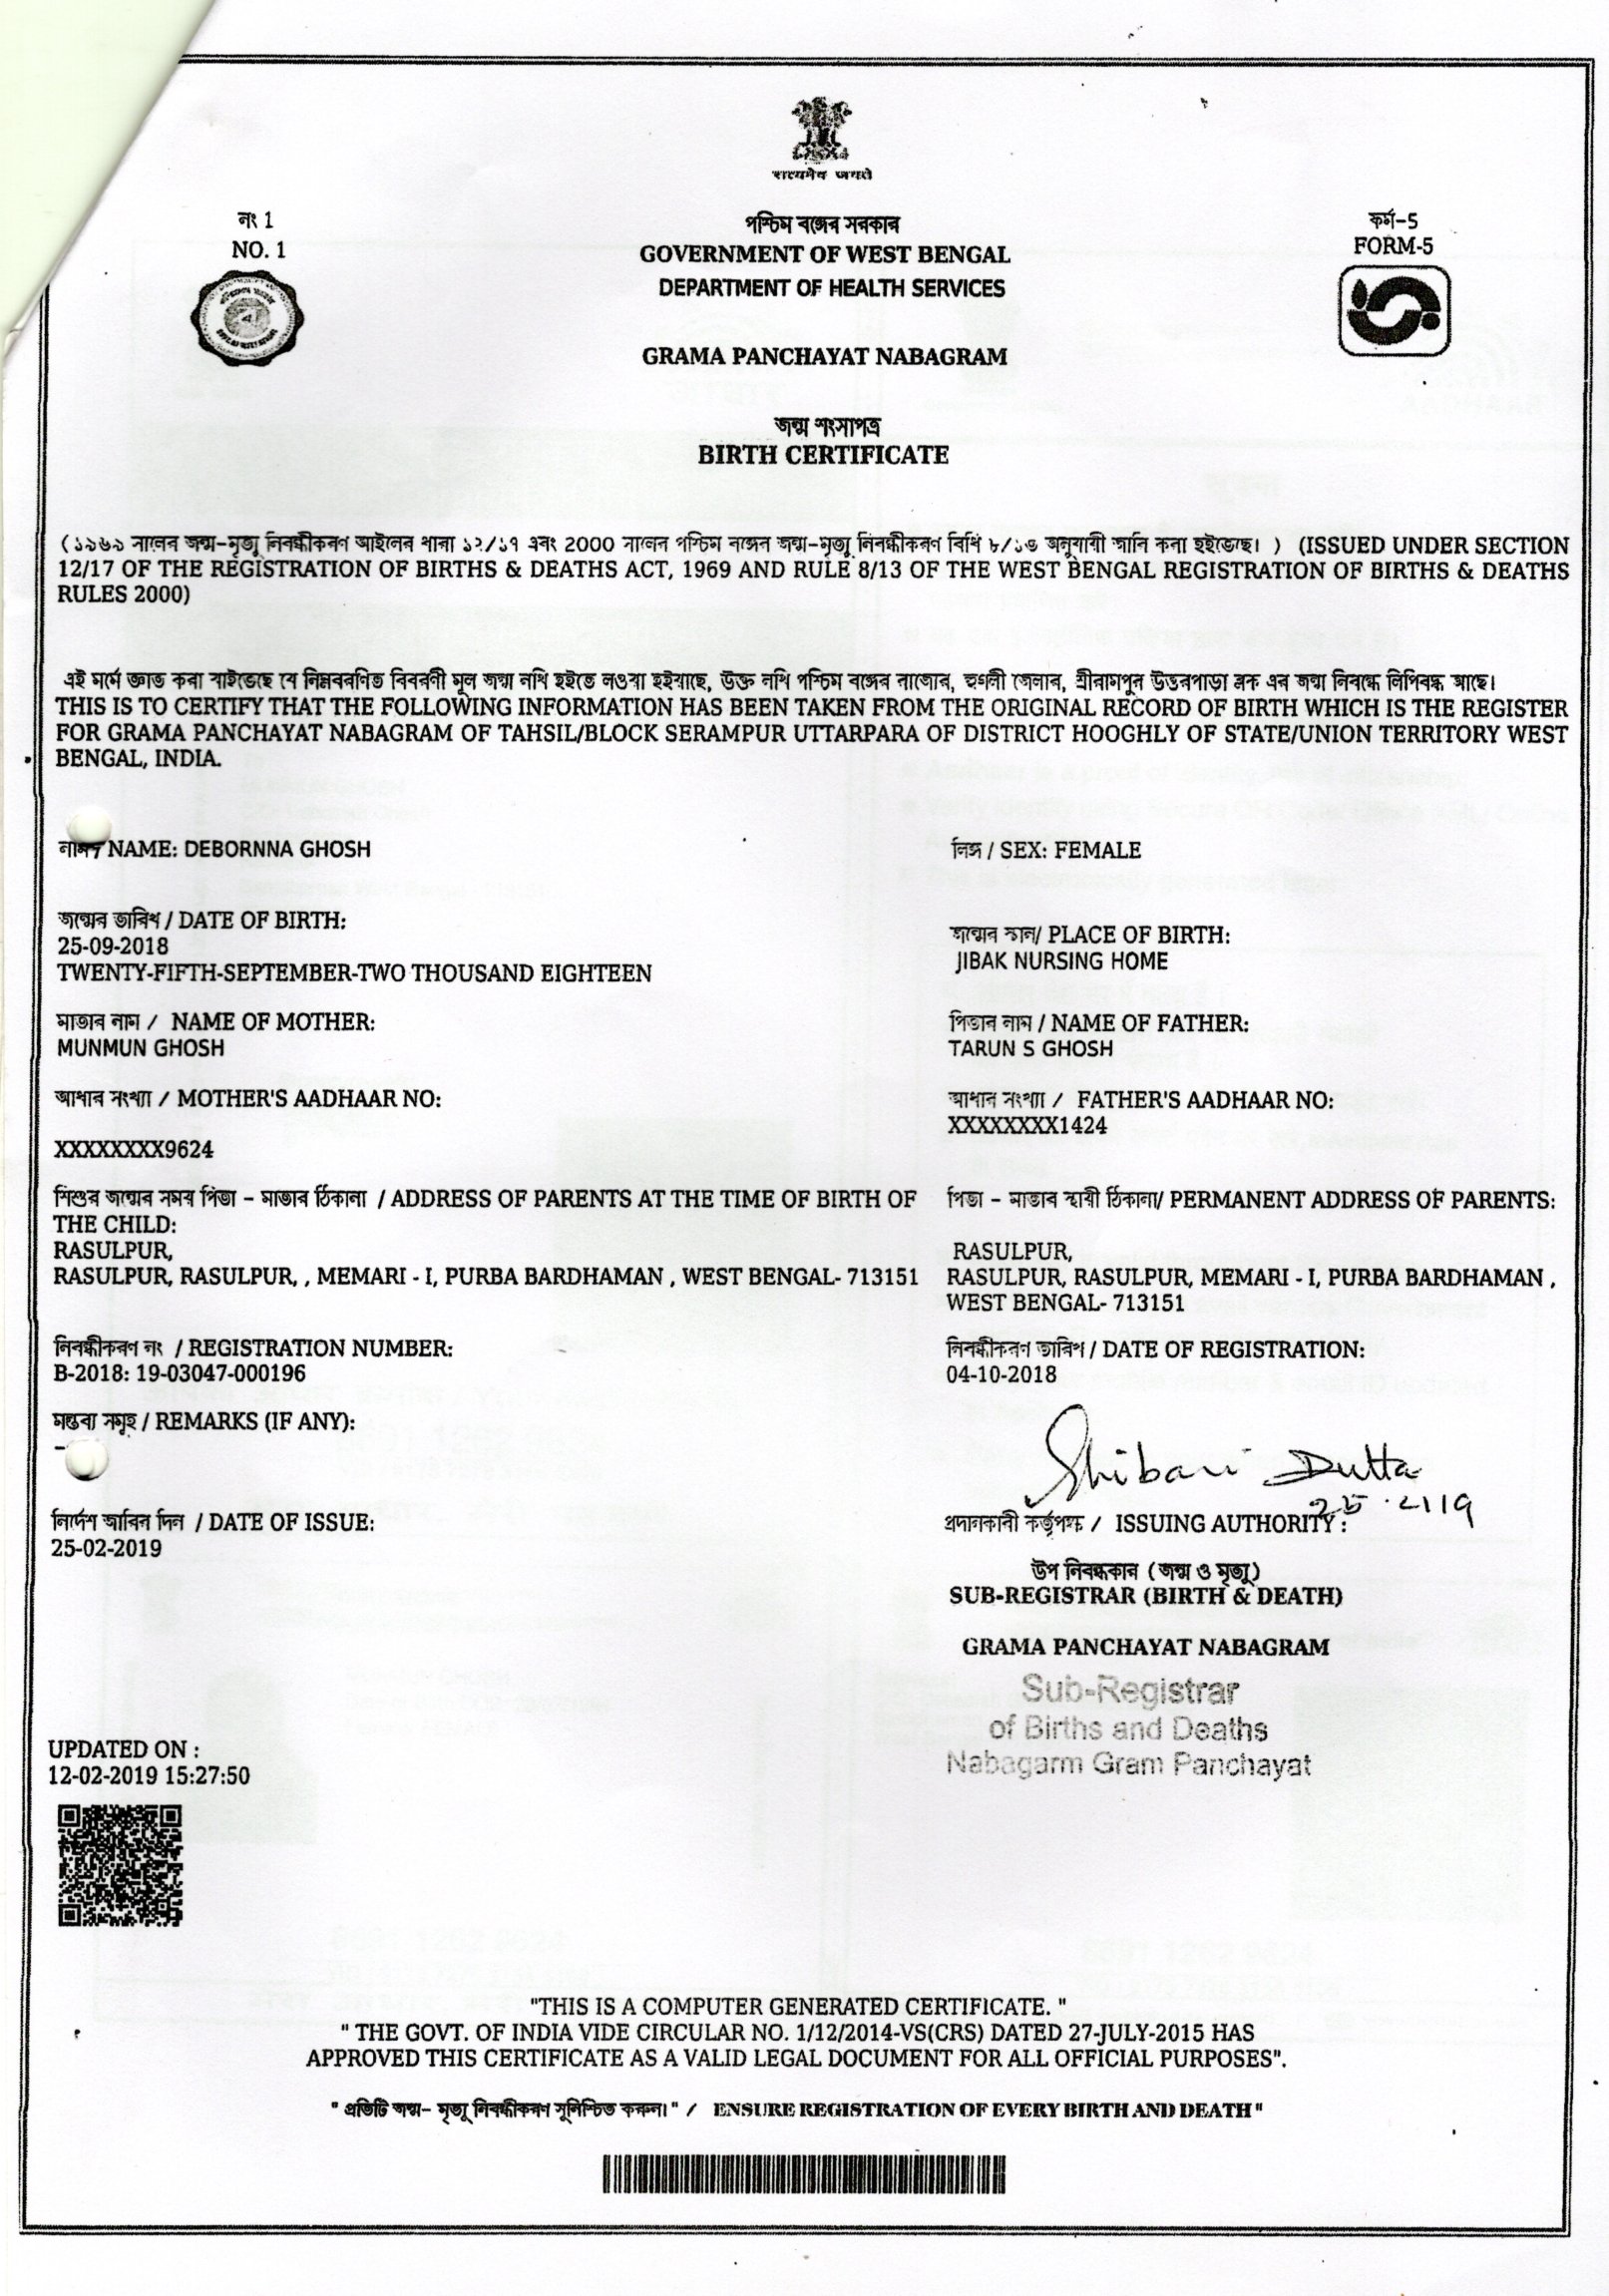 सत्यमेव जयते
নং 1
NO. 1
পশ্চিম বঙ্গের সরকার
GOVERNMENT OF WEST BENGAL
DEPARTMENT OF HEALTH SERVICES
GRAMA PANCHAYAT NABAGRAM
ফর্ম-5
FORM-5
জন্ম শংসাপত্র
BIRTH CERTIFICATE
(১৯৬৯ সালের জন্ম-মৃত্যু নিবন্ধীকরণ আইনের ধারা ১২/১৭ এবং 2000 সালের পশ্চিম বঙ্গের জন্ম-মৃত্যু নিবন্ধীকরণ বিধি ৮/১৩ অনুযায়ী জারি করা হইতেছে। ) (ISSUED UNDER SECTION
12/17 OF THE REGISTRATION OF BIRTHS & DEATHS ACT, 1969 AND RULE 8/13 OF THE WEST BENGAL REGISTRATION OF BIRTHS & DEATHS
RULES 2000)
এই মর্মে জ্ঞাত করা যাইতেছে যে নিম্নবরণিত বিবরণী মূল জন্ম নথি হইতে লওয়া হইয়াছে, উক্ত নথি পশ্চিম বঙ্গের রাজ্যের, হুগলী জেলার, শ্রীরামপুর উত্তরপাড়া ব্লক এর জন্ম নিবন্ধে লিপিবদ্ধ আছে।
THIS IS TO CERTIFY THAT THE FOLLOWING INFORMATION HAS BEEN TAKEN FROM THE ORIGINAL RECORD OF BIRTH WHICH IS THE REGISTER
FOR GRAMA PANCHAYAT NABAGRAM OF TAHSIL/BLOCK SERAMPUR UTTARPARA OF DISTRICT HOOGHLY OF STATE/UNION TERRITORY WEST
BENGAL, INDIA.
নাম / NAME: DEBORNNA GHOSH
লিঙ্গ / SEX: FEMALE
জন্মের তারিখ / DATE OF BIRTH:
25-09-2018
TWENTY-FIFTH-SEPTEMBER-TWO THOUSAND EIGHTEEN
জন্মের স্থান/ PLACE OF BIRTH:
JIBAK NURSING HOME
মাতার নাম / NAME OF MOTHER:
MUNMUN GHOSH
পিতার নাম / NAME OF FATHER:
TARUN S GHOSH
আধার সংখ্যা / MOTHER'S AADHAAR NO:
XXXXXXXX9624
আধার সংখ্যা / FATHER'S AADHAAR NO:
XXXXXXXX1424
শিশুর জন্মের সময় পিতা - মাতার ঠিকানা / ADDRESS OF PARENTS AT THE TIME OF BIRTH OF
THE CHILD:
RASULPUR,
RASULPUR, RASULPUR, , MEMARI - I, PURBA BARDHAMAN , WEST BENGAL- 713151
পিতা - মাতার স্থায়ী ঠিকানা/ PERMANENT ADDRESS OF PARENTS:
RASULPUR,
RASULPUR, RASULPUR, MEMARI - I, PURBA BARDHAMAN ,
WEST BENGAL- 713151
নিবন্ধীকরণ নং / REGISTRATION NUMBER:
B-2018: 19-03047-000196
নিবন্ধীকরণ তারিখ / DATE OF REGISTRATION:
04-10-2018
মন্তব্য সমূহ / REMARKS (IF ANY):
Shibani Dutta
25.2119
নির্দেশ জারির দিন / DATE OF ISSUE:
25-02-2019
প্রদানকারী কর্তৃপক্ষ / ISSUING AUTHORITY :
উপ নিবন্ধকার (জন্ম ও মৃত্যু)
SUB-REGISTRAR (BIRTH & DEATH)
GRAMA PANCHAYAT NABAGRAM
Sub-Registrar
of Births and Deaths
Nabagarm Gram Panchayat
UPDATED ON :
12-02-2019 15:27:50
"THIS IS A COMPUTER GENERATED CERTIFICATE. "
" THE GOVT. OF INDIA VIDE CIRCULAR NO. 1/12/2014-VS(CRS) DATED 27-JULY-2015 HAS
APPROVED THIS CERTIFICATE AS A VALID LEGAL DOCUMENT FOR ALL OFFICIAL PURPOSES".
" প্রতিটি জন্ম- মৃত্যু নিবন্ধীকরণ সুনিশ্চিত করুন। " / ENSURE REGISTRATION OF EVERY BIRTH AND DEATH "